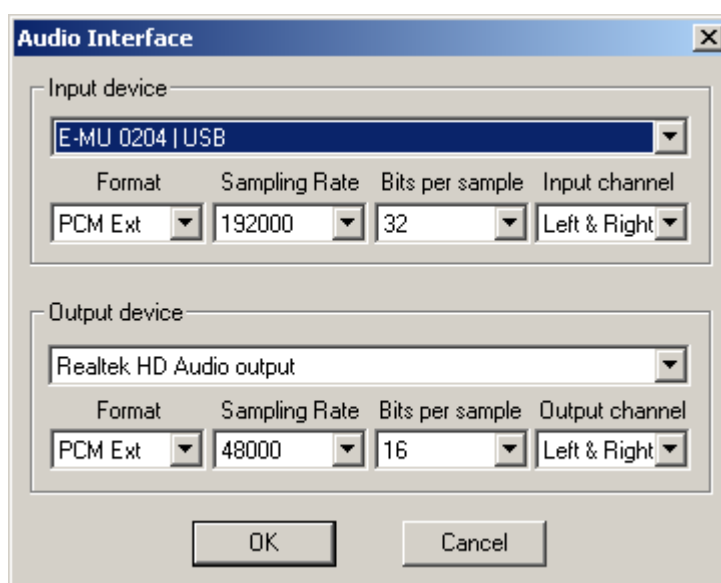 Audio Interface
Input device
E-MU 0204 | USB
Format Sampling Rate Bits per sample Input channel
PCM Ext 192000 32 Left & Right
Output device
Realtek HD Audio output
Format Sampling Rate Bits per sample Output channel
PCM Ext 48000 16 Left & Right
OK Cancel